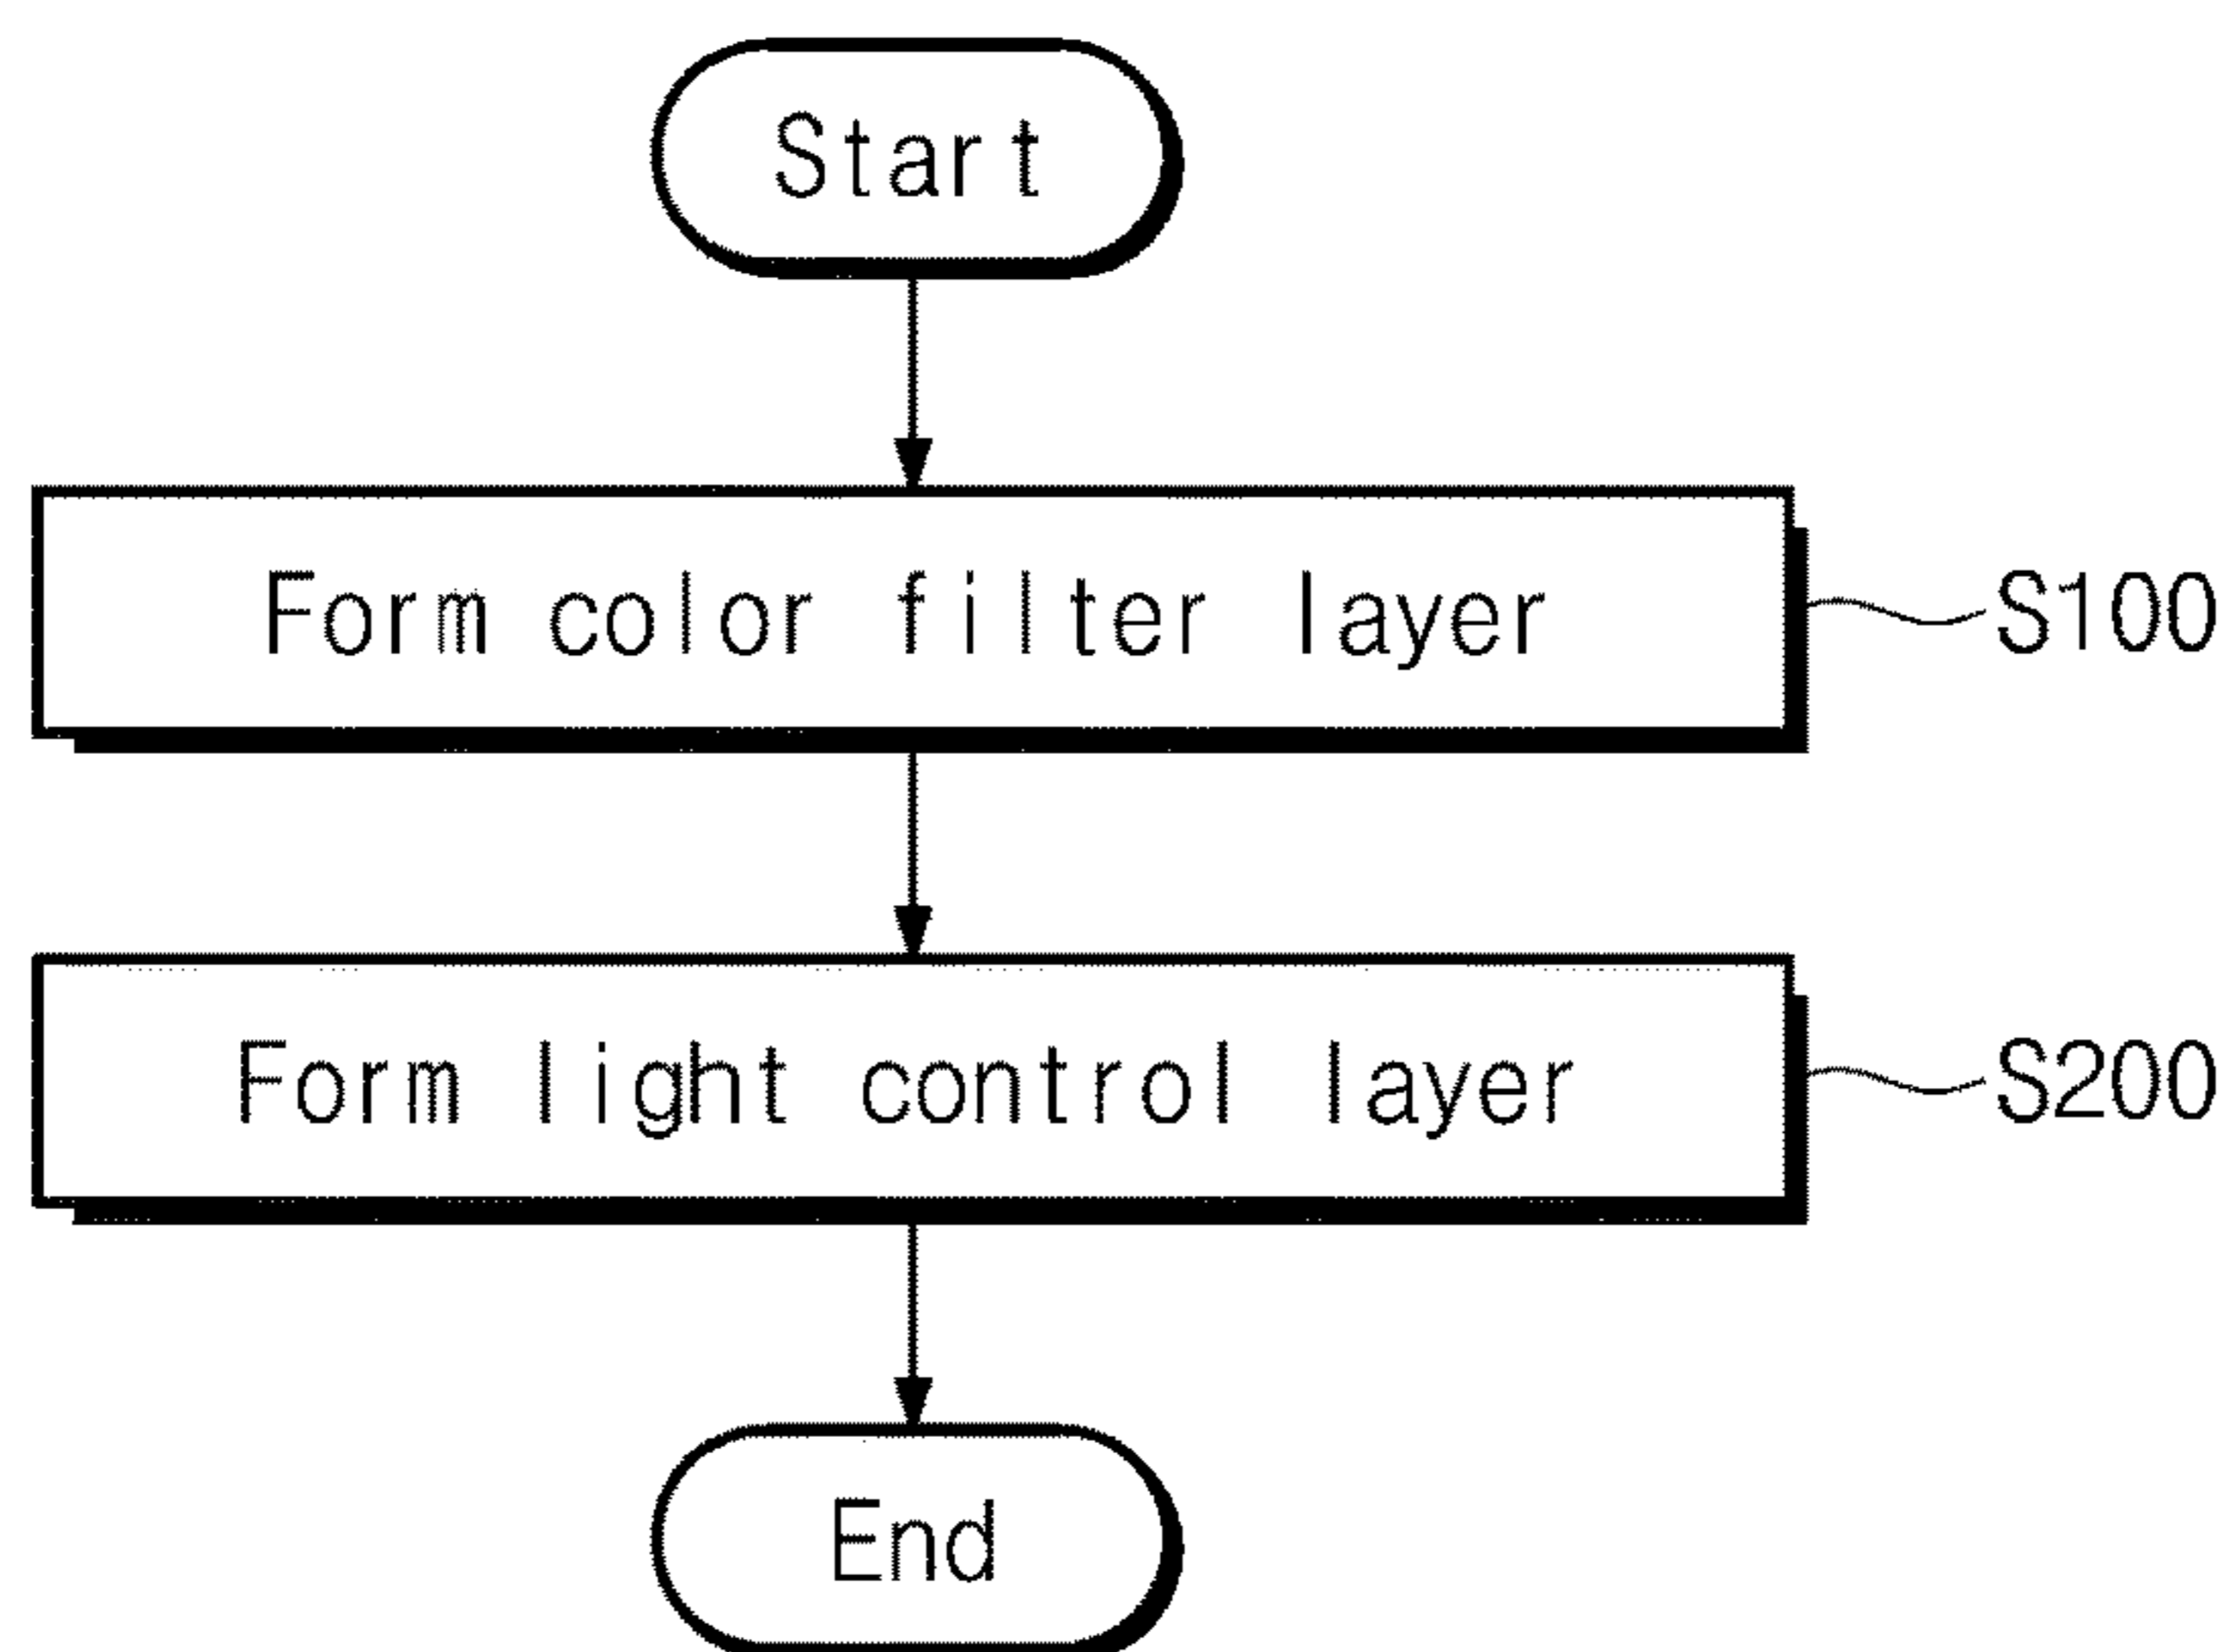 Start
Form color filter layer
S100
Form light control layer
S200
End